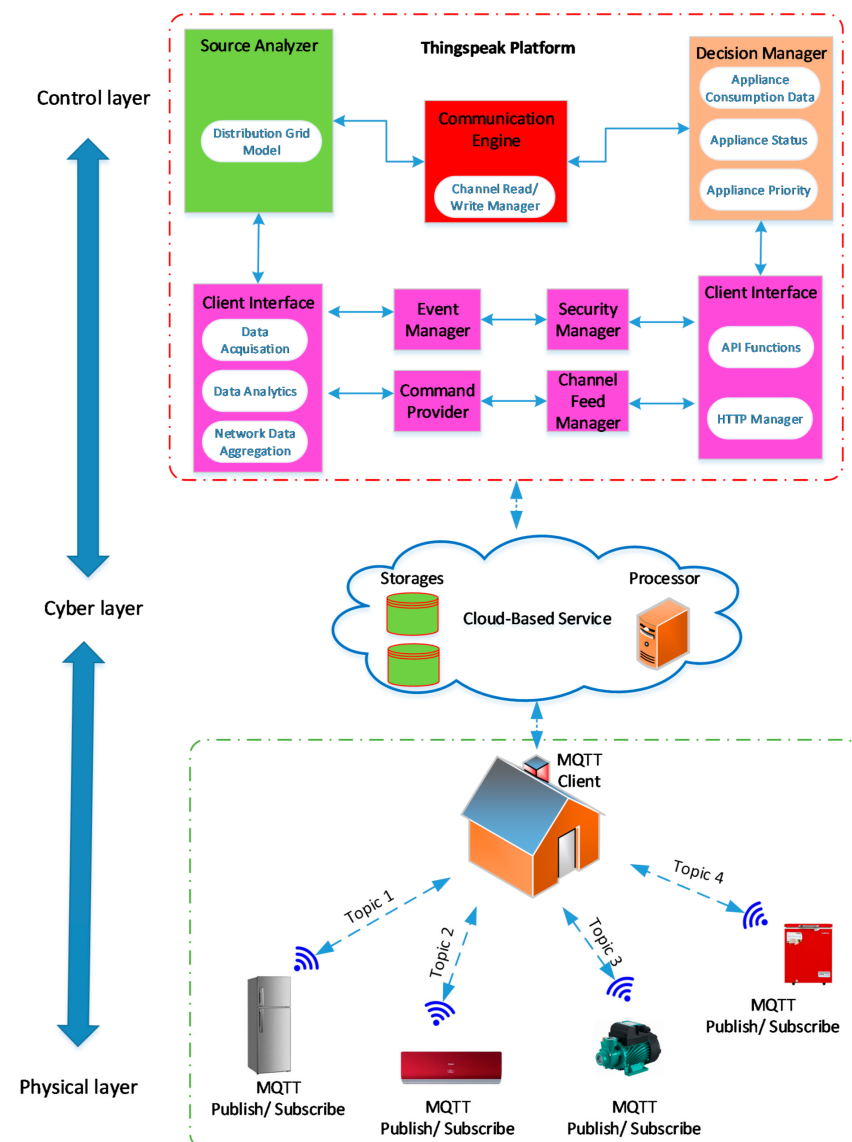 Control layer
Thingspeak Platform
Source Analyzer
Distribution Grid
Model
Communication
Engine
Channel Read/
Write Manager
Decision Manager
Appliance
Consumption Data
Appliance Status
Appliance Priority
Client Interface
Data
Acquisation
Data Analytics
Network Data
Aggregation
Event
Manager
Security
Manager
Command
Provider
Channel
Feed
Manager
Client Interface
API Functions
HTTP Manager
Cyber layer
Storages
Cloud-Based Service
Processor
MQTT
Client
Topic 1
Topic 2
Topic 3
Topic 4
Physical layer
MQTT
Publish/ Subscribe
MQTT
Publish/ Subscribe
MQTT
Publish/ Subscribe
MQTT
Publish/ Subscribe